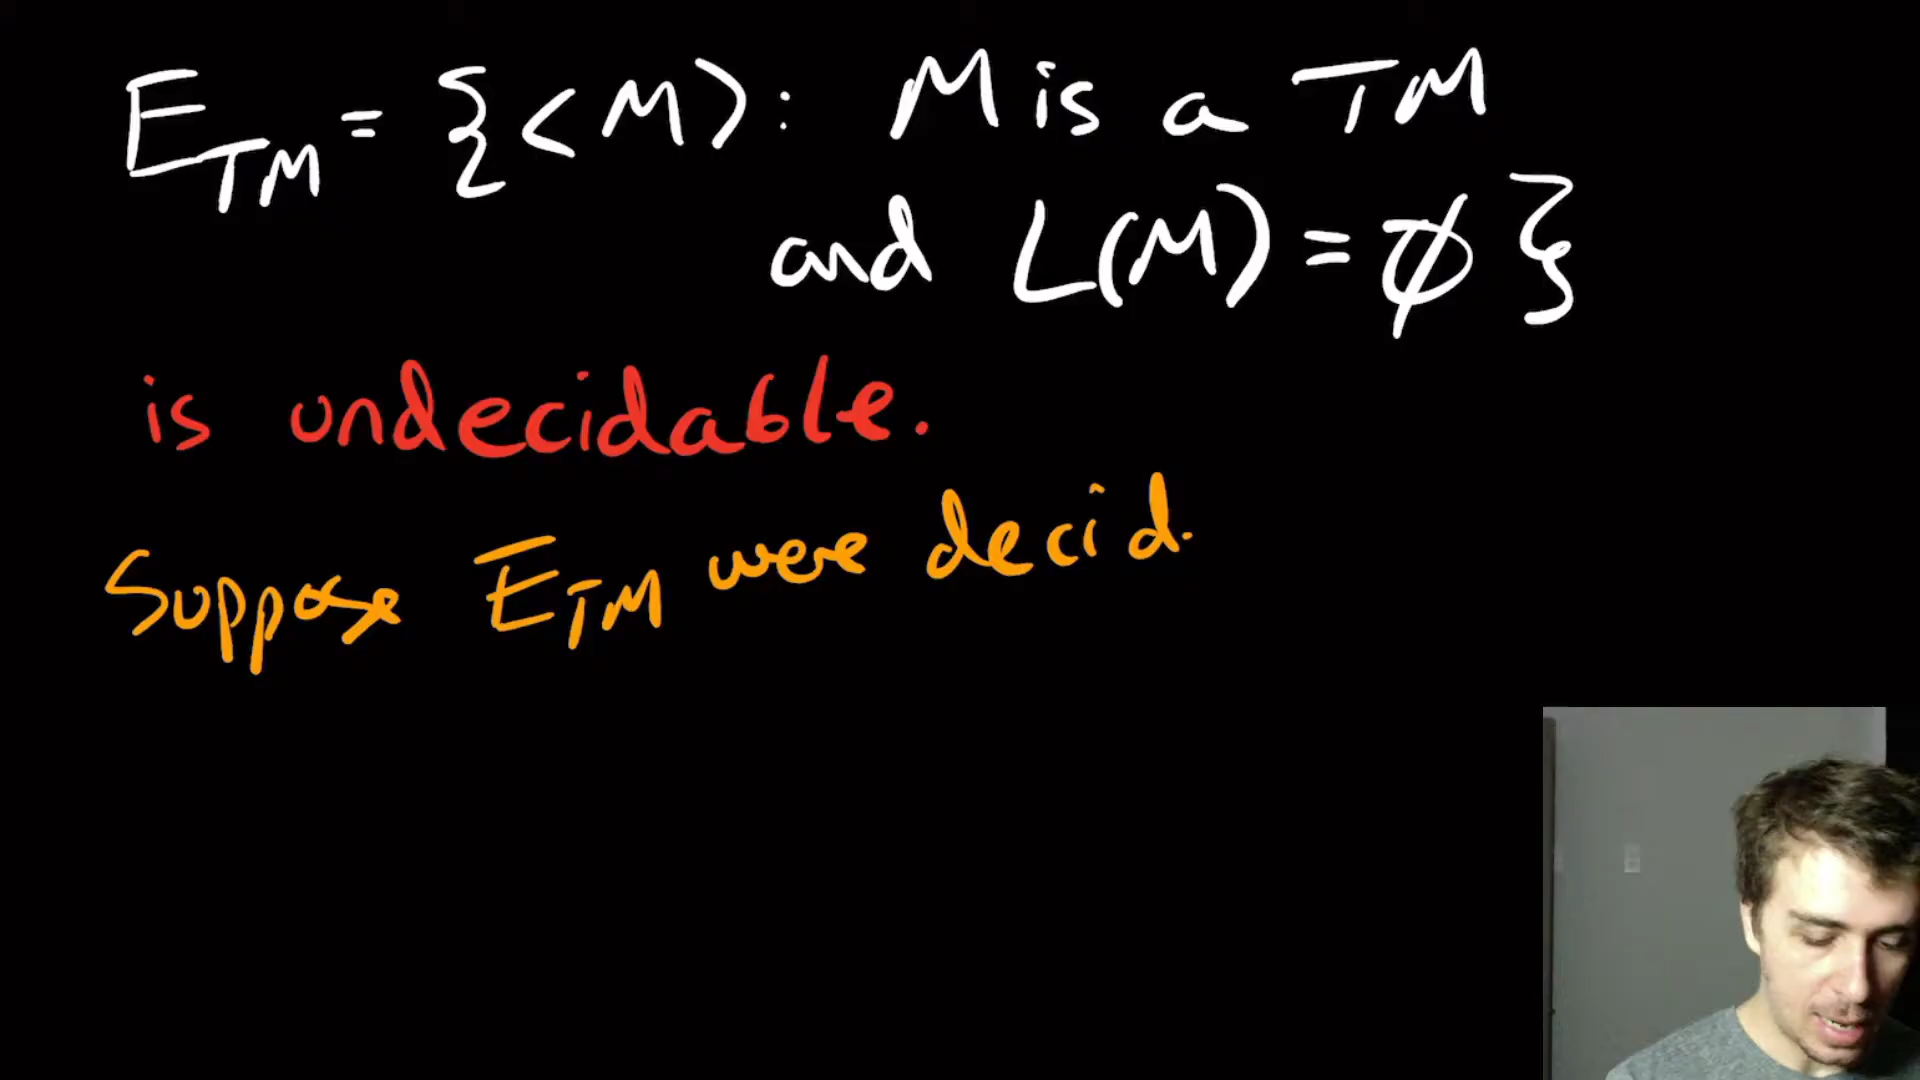 E_TM = {<M>: M is a TM
and L(M) = ∅}
is undecidable.
Suppose E_TM were decid.